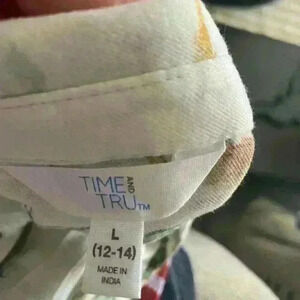 TIME AND
TRU™
L
(12-14)
MADE IN
INDIA